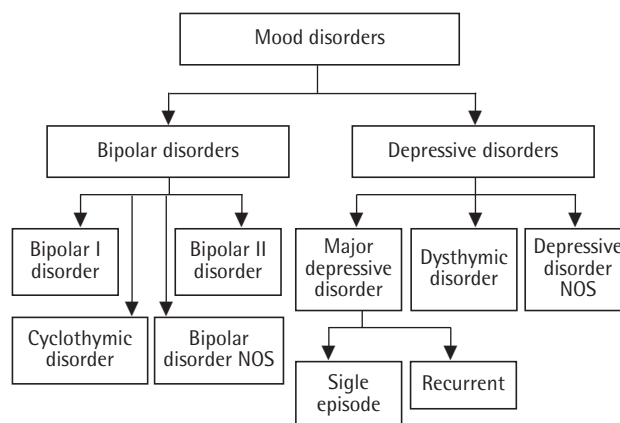 Mood disorders
Bipolar disorders
Depressive disorders
Bipolar I
disorder
Bipolar II
disorder
Major
depressive
disorder
Dysthymic
disorder
Depressive
disorder
NOS
Cyclothymic
disorder
Bipolar
disorder NOS
Sigle
episode
Recurrent